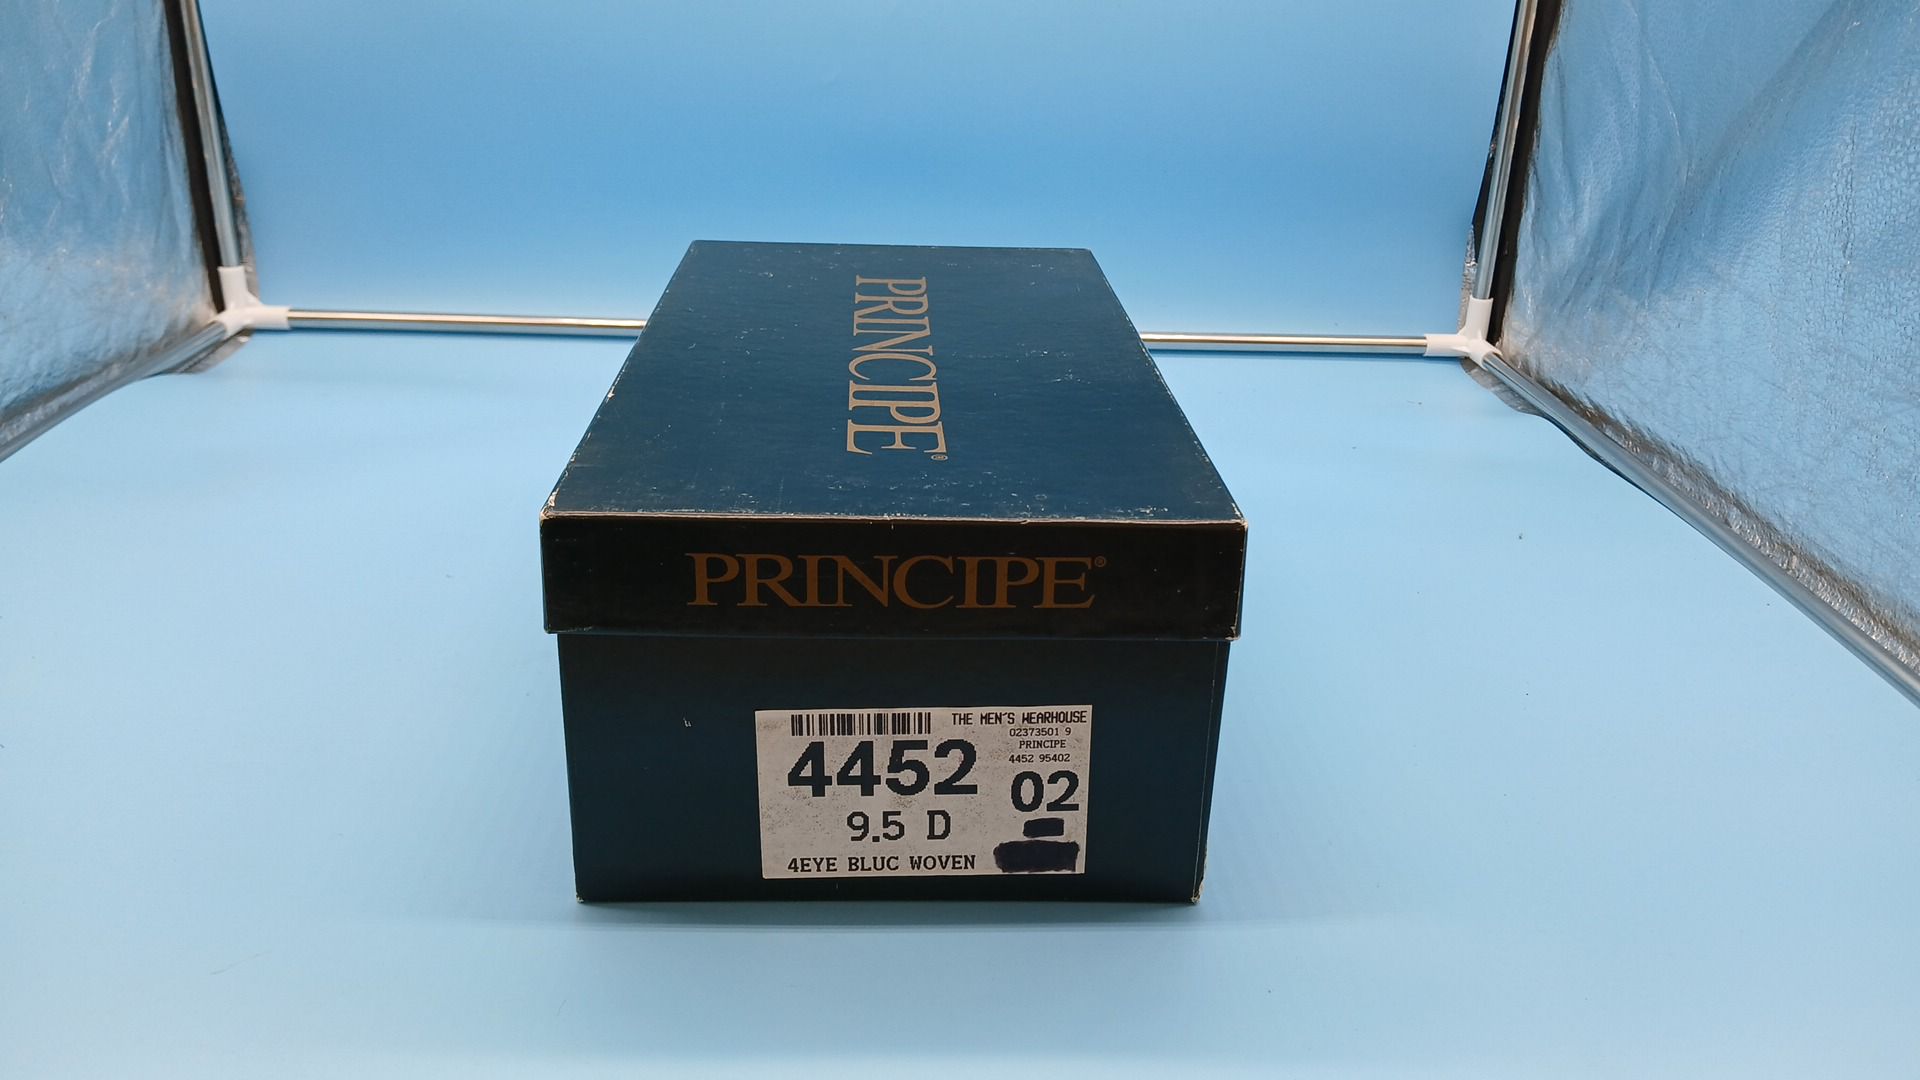 PRINCIPE®
PRINCIPE®
THE MEN'S WEARHOUSE
02373501 9
PRINCIPE
4452 95402
4452
02
9.5 D
4EYE BLUC WOVEN